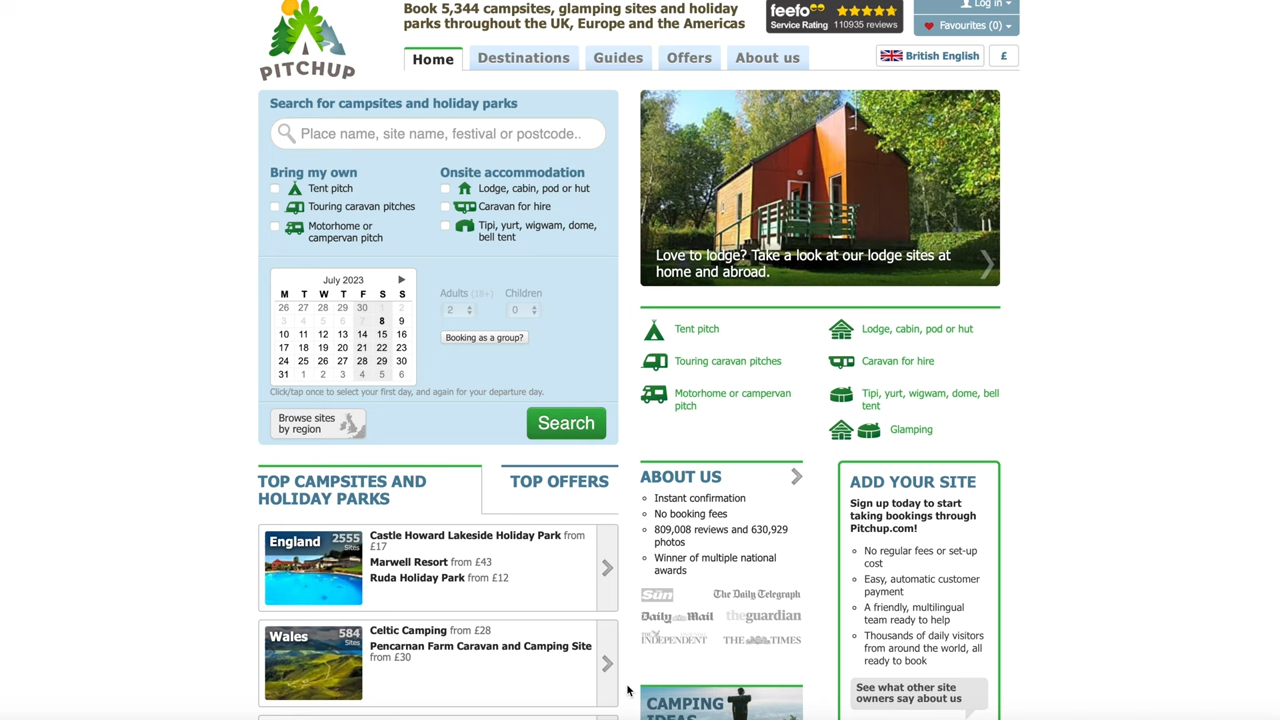 Book 5,344 campsites, glamping sites and holiday
parks throughout the UK, Europe and the Americas
feefo
Service Rating 110935 reviews
Log in
Favourites (0)
PITCHUP
Home
Destinations
Guides
Offers
About us
British English
£
Search for campsites and holiday parks
Place name, site name, festival or postcode..
Bring my own
Tent pitch
Touring caravan pitches
Motorhome or
campervan pitch
Onsite accommodation
Lodge, cabin, pod or hut
Caravan for hire
Tipi, yurt, wigwam, dome,
bell tent
July 2023
M T W T F S S
26 27 28 29 30 1 2
3 4 5 6 7 8 9
10 11 12 13 14 15 16
17 18 19 20 21 22 23
24 25 26 27 28 29 30
31 1 2 3 4 5 6
Adults (18+)
Children
2
0
Booking as a group?
Click/tap once to select your first day, and again for your departure day.
Browse sites
by region
Search
Love to lodge? Take a look at our lodge sites at
home and abroad.
Tent pitch
Touring caravan pitches
Motorhome or campervan
pitch
Lodge, cabin, pod or hut
Caravan for hire
Tipi, yurt, wigwam, dome, bell
tent
Glamping
TOP CAMPSITES AND
HOLIDAY PARKS
TOP OFFERS
England
2555
Sites
Castle Howard Lakeside Holiday Park from
£17
Marwell Resort from £43
Ruda Holiday Park from £12
Wales
584
Sites
Celtic Camping from £28
Pencarnan Farm Caravan and Camping Site
from £30
ABOUT US
Instant confirmation
No booking fees
809,008 reviews and 630,929
photos
Winner of multiple national
awards
The Sun
The Daily Telegraph
Daily Mail
theguardian
THE INDEPENDENT
THE TIMES
CAMPING
IDEAS
ADD YOUR SITE
Sign up today to start
taking bookings through
Pitchup.com!
No regular fees or set-up
cost
Easy, automatic customer
payment
A friendly, multilingual
team ready to help
Thousands of daily visitors
from around the world, all
ready to book
See what other site
owners say about us